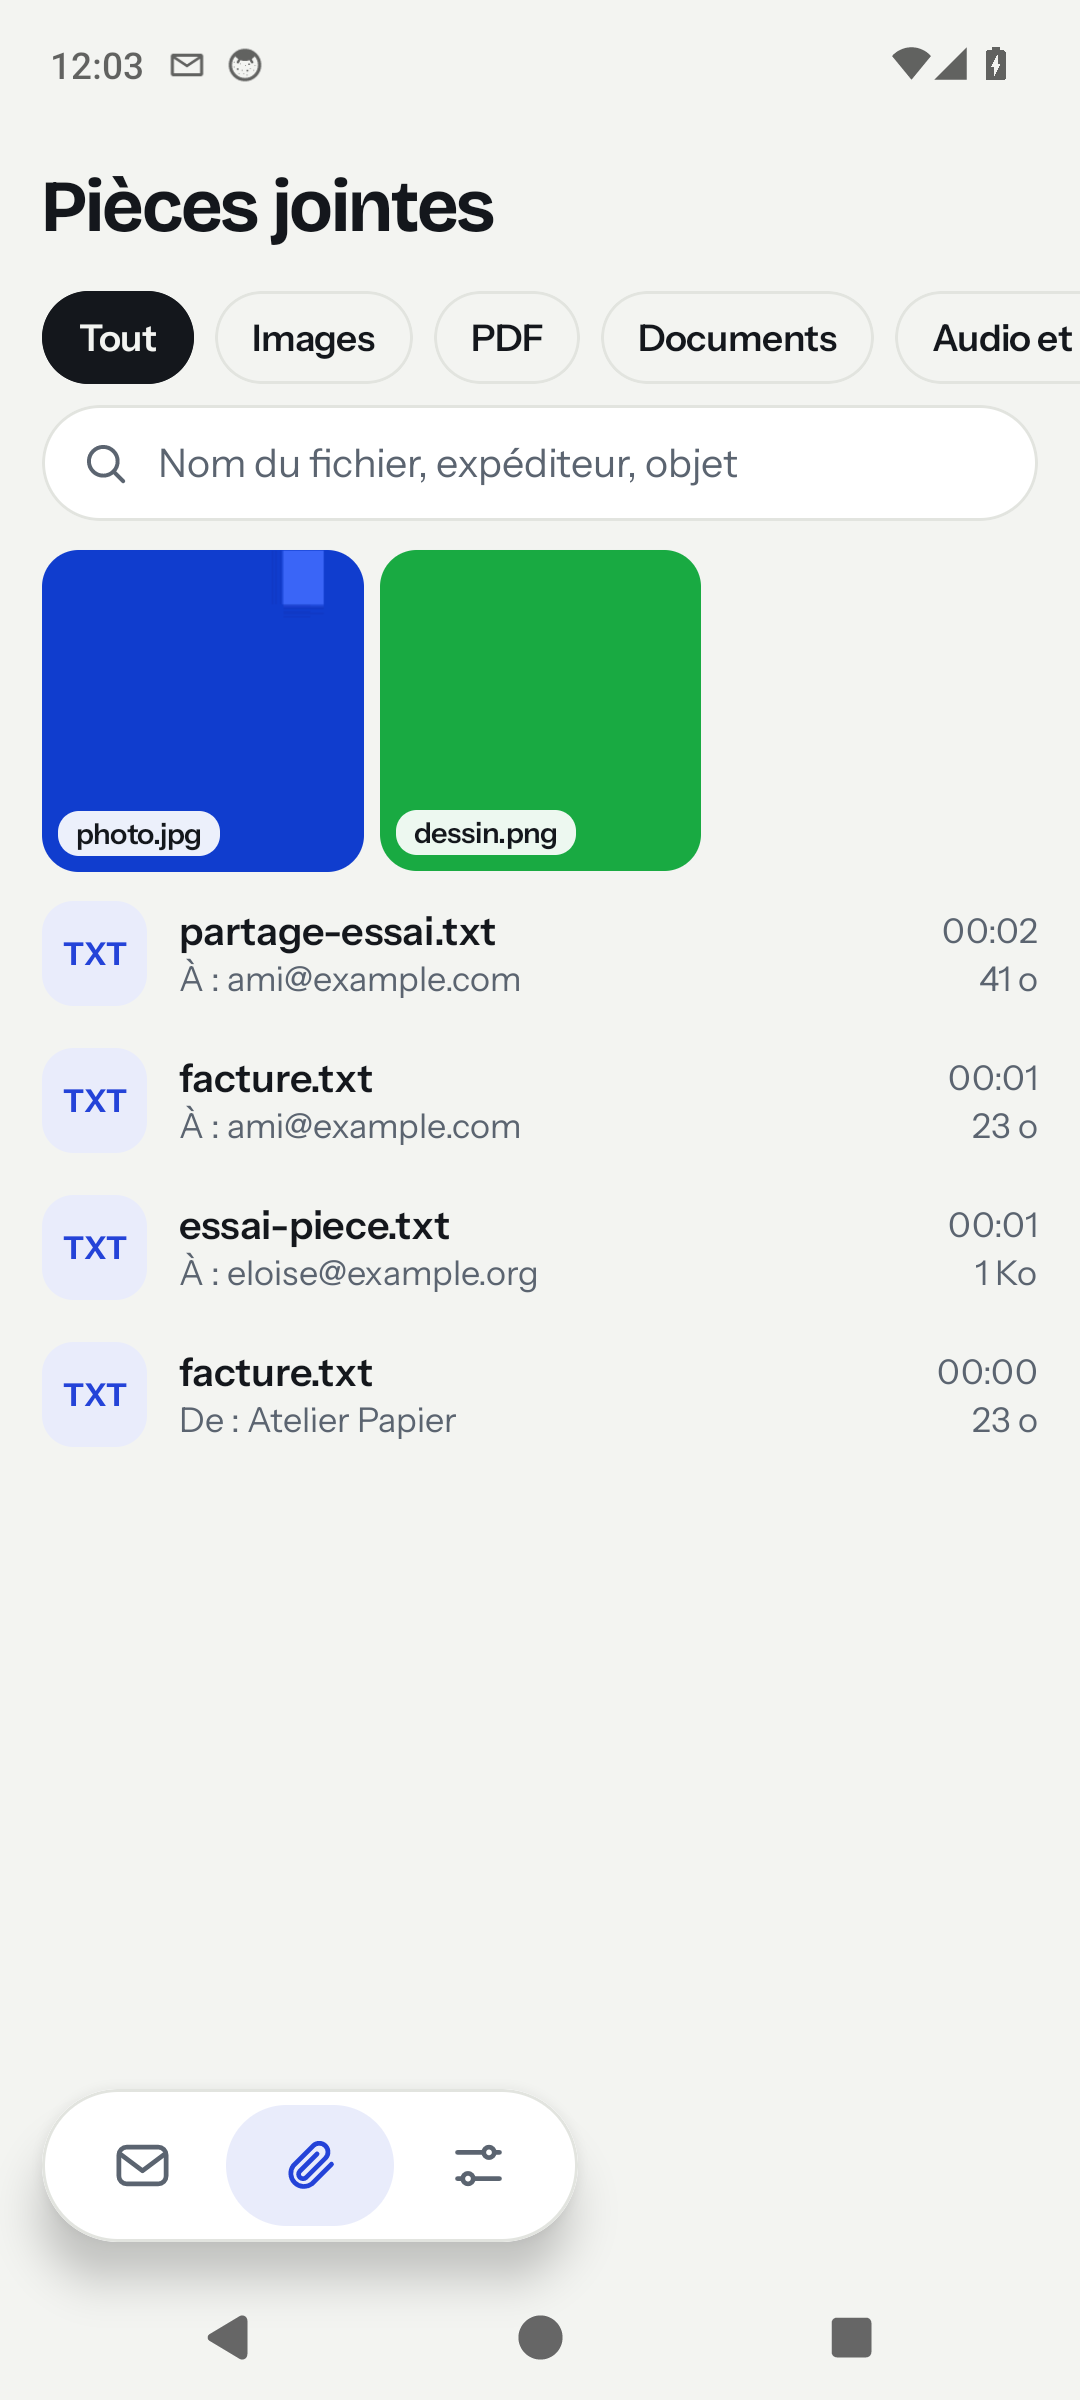 12:03
Pièces jointes
Tout Images PDF Documents Audio et
Nom du fichier, expéditeur, objet
photo.jpg dessin.png
TXT partage-essai.txt 00:02
À : ami@example.com 41 o
TXT facture.txt 00:01
À : ami@example.com 23 o
TXT essai-piece.txt 00:01
À : eloise@example.org 1 Ko
TXT facture.txt 00:00
De : Atelier Papier 23 o